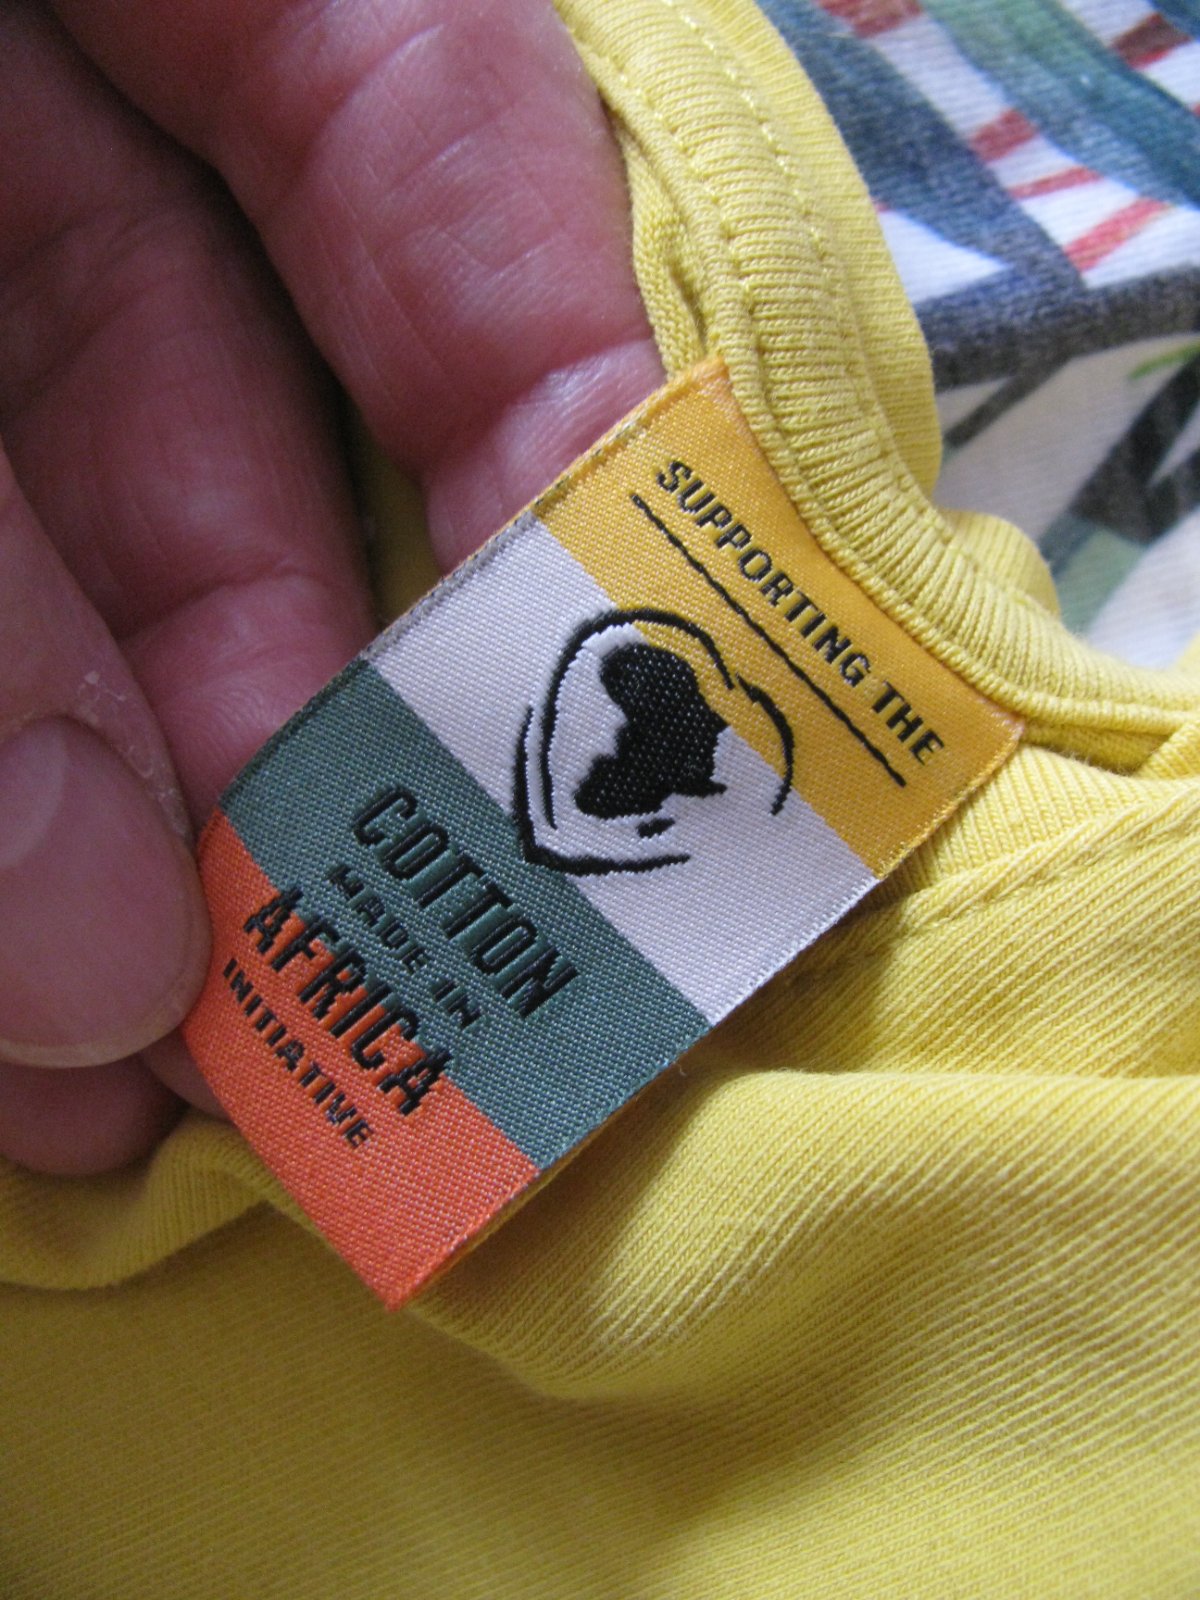 SUPPORTING THE
COTTON
MADE IN
AFRICA
INITIATIVE